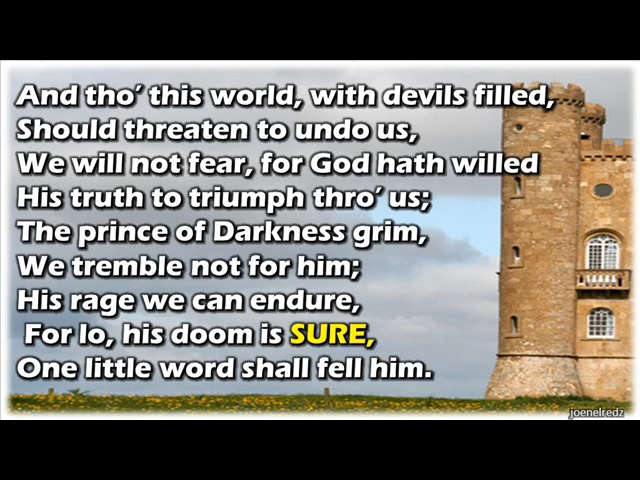 And tho' this world, with devils filled,
Should threaten to undo us,
We will not fear, for God hath willed
His truth to triumph thro' us;
The prince of Darkness grim,
We tremble not for him;
His rage we can endure,
For lo, his doom is SURE,
One little word shall fell him.
joenelredz